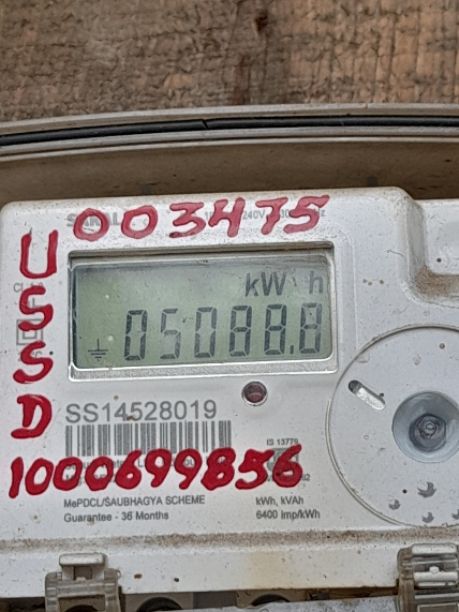 U003475
kW h
05088.8
USSD
SS14528019
IS 13779
1000699856
MePDCL/SAUBHAGYA SCHEME
Guarantee - 36 Months
kWh, kVAh
6400 Imp/kWh